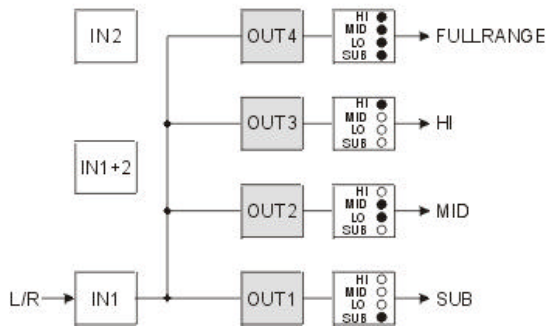 IN2
OUT4
HI
MID
LO
SUB
FULLRANGE
OUT3
HI
MID
LO
SUB
HI
IN1+2
OUT2
HI
MID
LO
SUB
MID
L/R
IN1
OUT1
HI
MID
LO
SUB
SUB